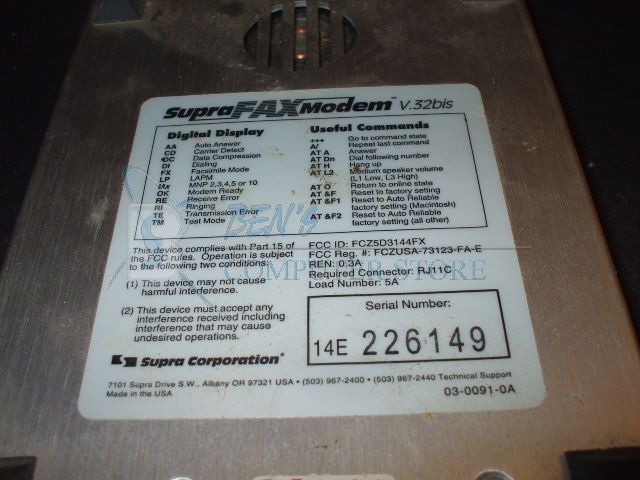 SupraFAXModem™ V.32bis
Digital Display
AA Auto Answer
CD Carrier Detect
DC Data Compression
DI Dialing
FX Facsimile Mode
LP LAPM
Mx MNP 2,3,4,5 or 10
OK Modem Ready
RE Receive Error
RI Ringing
TE Transmission Error
TM Test Mode
Useful Commands
+++ Go to command state
A/ Repeat last command
AT A Answer
AT Dn Dial following number
AT H Hang up
AT L2 Medium speaker volume
(L1 Low, L3 High)
AT O Return to online state
AT &F Reset to factory setting
AT &F1 Reset to Auto Reliable
factory setting (Macintosh)
AT &F2 Reset to Auto Reliable
factory setting (all other)
This device complies with Part 15 of
the FCC rules. Operation is subject
to the following two conditions:
(1) This device may not cause
harmful interference.
(2) This device must accept any
interference received including
interference that may cause
undesired operations.
FCC ID: FCZ5D3144FX
FCC Reg. #: FCZUSA-73123-FA-E
REN: 0.3A
Required Connector: RJ11C
Load Number: 5A
Serial Number:
14E 226149
Supra Corporation®
7101 Supra Drive S.W., Albany OR 97321 USA • (503) 967-2400 • (503) 967-2440 Technical Support
Made in the USA
03-0091-0A
BEN'S
COMPUTER STORE